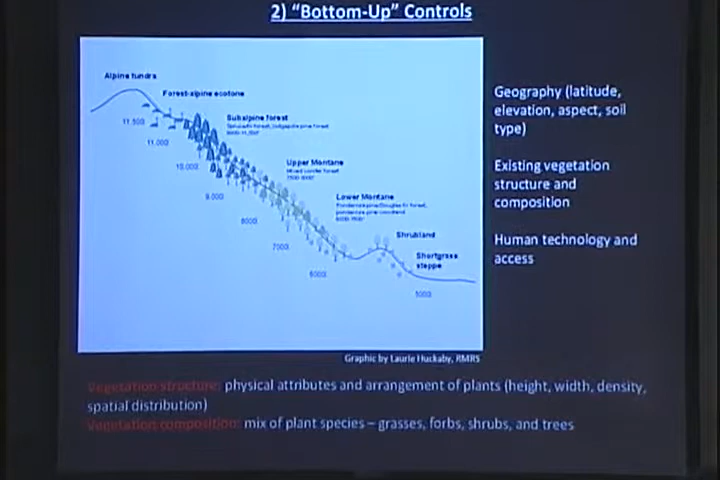 2) “Bottom-Up” Controls
Alpine tundra
Forest-alpine ecotone
11,500
Subalpine forest
11,000
10,000
Upper Montane
Mixed conifer forest
9,000
Lower Montane
8000
Shrubland
7000
Shortgrass
steppe
6000
5000
Graphic by Laurie Huckaby, RMRS
Geography (latitude,
elevation, aspect, soil
type)
Existing vegetation
structure and
composition
Human technology and
access
Vegetation structure: physical attributes and arrangement of plants (height, width, density,
spatial distribution)
Vegetation composition: mix of plant species – grasses, forbs, shrubs, and trees